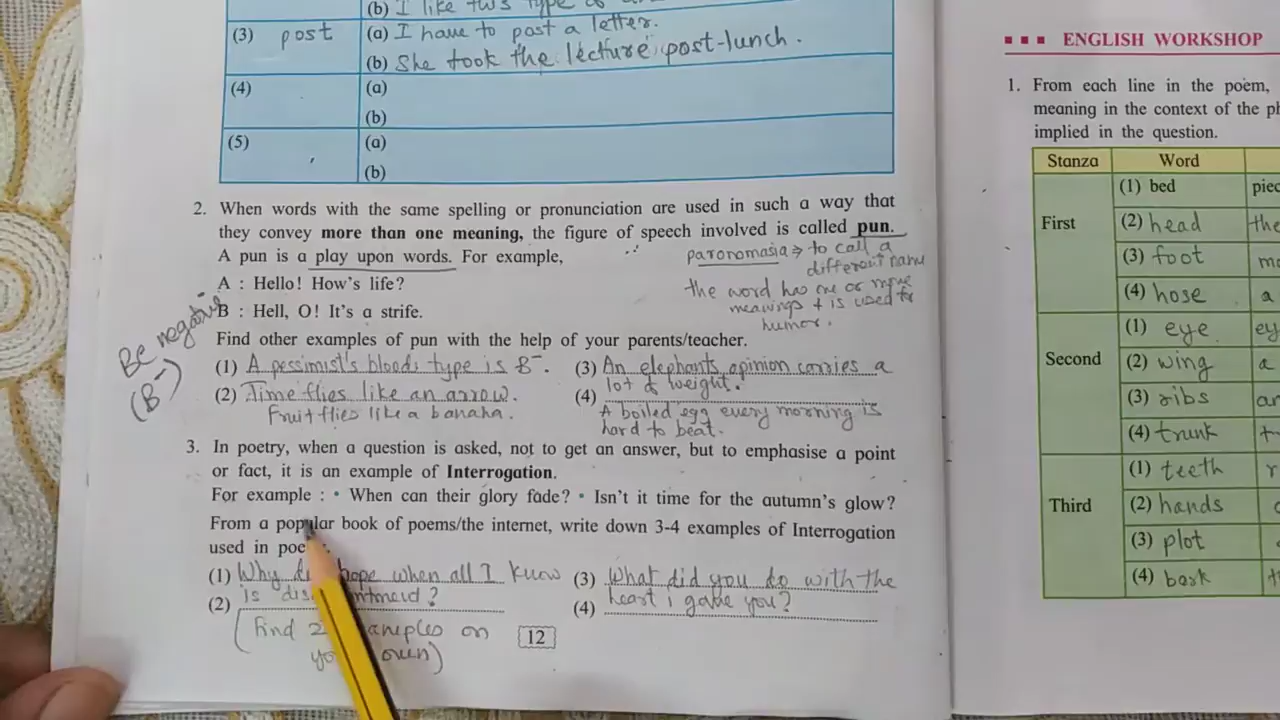 (b) I like this type of
(3) post (a) I have to post a letter.
(b) She took the lecture post-lunch.
(4) (a)
(b)
(5) (a)
(b)
2. When words with the same spelling or pronunciation are used in such a way that
they convey more than one meaning, the figure of speech involved is called pun.
A pun is a play upon words. For example,
paronomasia → to call a
different name
the word has one or more
meanings + is used for
humor.
A : Hello! How's life?
B : Hell, O! It's a strife.
Be negative
(B-)
Find other examples of pun with the help of your parents/teacher.
(1) A pessimist's blood type is B-.
(2) Time flies like an arrow.
Fruit flies like a banana.
(3) An elephants opinion carries a
lot of weight.
(4)
A boiled egg every morning is
hard to beat.
3. In poetry, when a question is asked, not to get an answer, but to emphasise a point
or fact, it is an example of Interrogation.
For example : • When can their glory fade? • Isn't it time for the autumn's glow?
From a popular book of poems/the internet, write down 3-4 examples of Interrogation
used in
(1) Why hope when all I know
is
(2)
(Find 2 on
own)
(3) What did you do with the
heart i gave you?
(4)
12
ENGLISH WORKSHOP
1. From each line in the poem,
meaning in the context of the
implied in the question.
Stanza Word
First (1) bed
(2) head the
(3) foot
(4) hose a
Second (1) eye
(2) wing a
(3) ribs
(4) trunk
Third (1) teeth
(2) hands
(3) plot
(4) bark